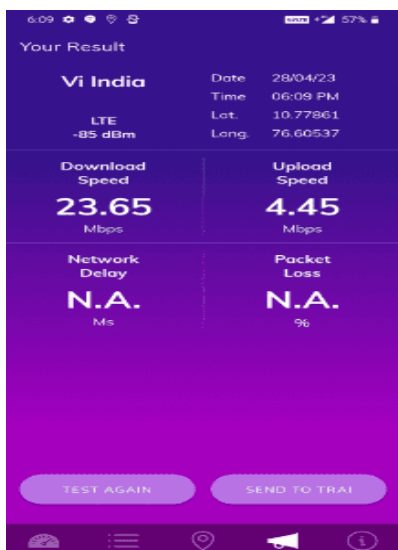 6:09 57%
Your Result
Vi India
LTE
-85 dBm
Date 28/04/23
Time 06:09 PM
Lat. 10.77861
Long. 76.60537
Download Speed
23.65
Mbps
Upload Speed
4.45
Mbps
Network Delay
N.A.
Ms
Packet Loss
N.A.
%
TEST AGAIN
SEND TO TRAI